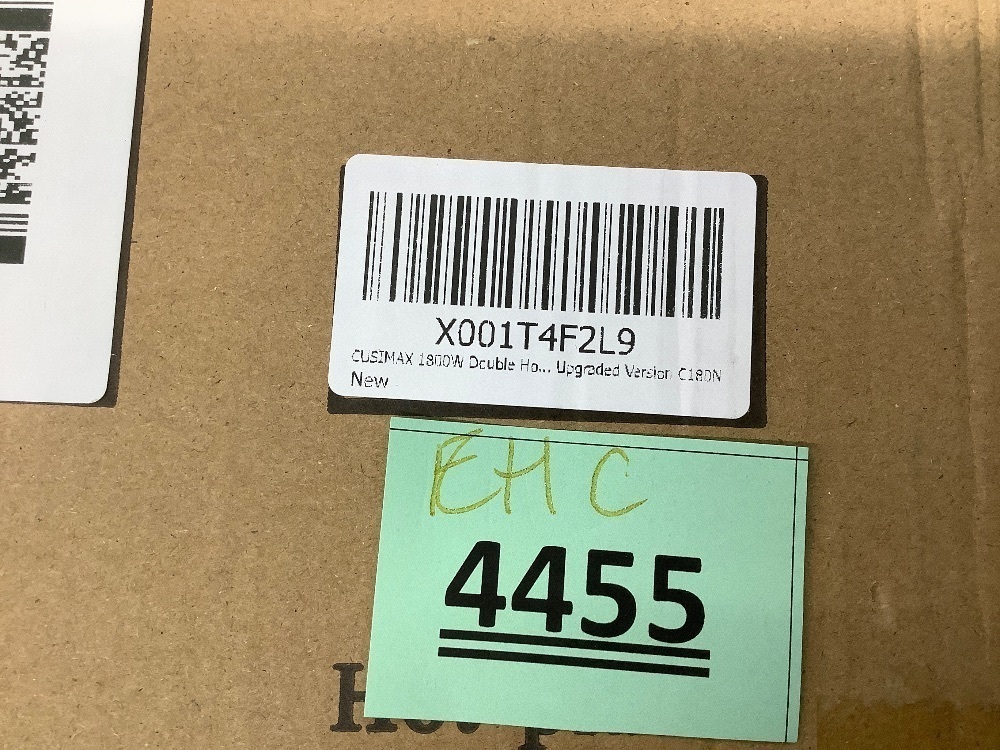 X001T4F2L9
CUSIMAX 1800W Double Ho... Upgraded Version C180N
New
EHC
4455